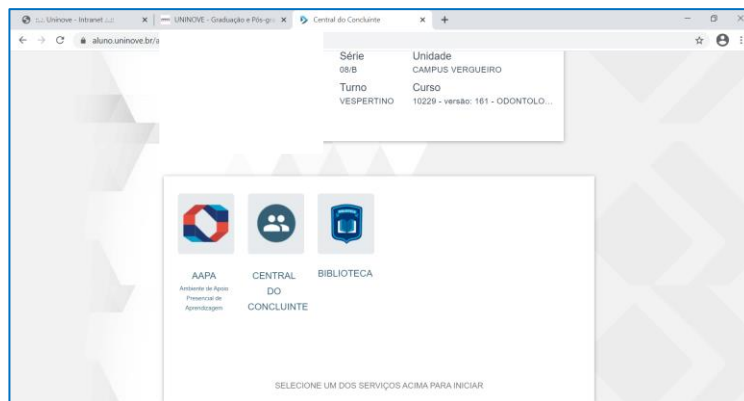 Uninove - Intranet
UNINOVE - Graduação e Pós-gra
Central do Concluinte
aluno.uninove.br/a
Série
Unidade
08/B
CAMPUS VERGUEIRO
Turno
Curso
VESPERTINO
10229 - versão: 161 - ODONTOLO...
AAPA
Ambiente de Apoio
Presencial de
Aprendizagem
CENTRAL
DO
CONCLUINTE
BIBLIOTECA
SELECIONE UM DOS SERVIÇOS ACIMA PARA INICIAR